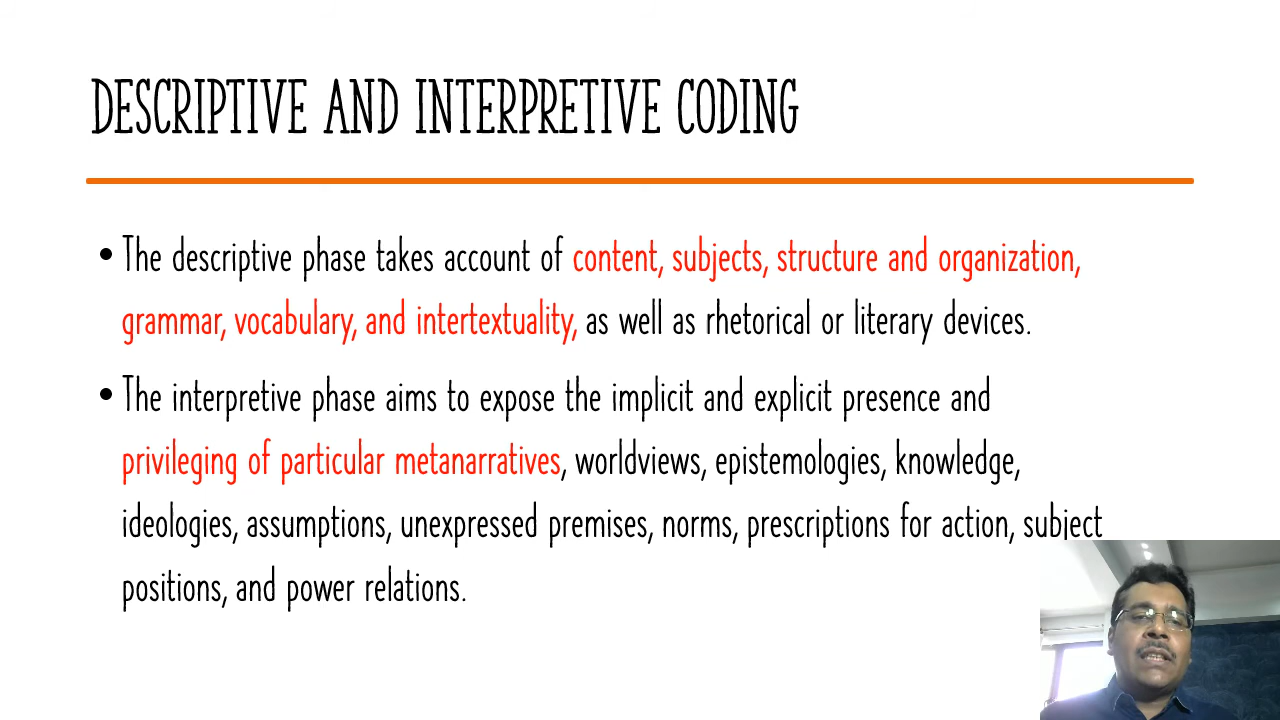 DESCRIPTIVE AND INTERPRETIVE CODING
• The descriptive phase takes account of content, subjects, structure and organization,
grammar, vocabulary, and intertextuality, as well as rhetorical or literary devices.
• The interpretive phase aims to expose the implicit and explicit presence and
privileging of particular metanarratives, worldviews, epistemologies, knowledge,
ideologies, assumptions, unexpressed premises, norms, prescriptions for action, subject
positions, and power relations.